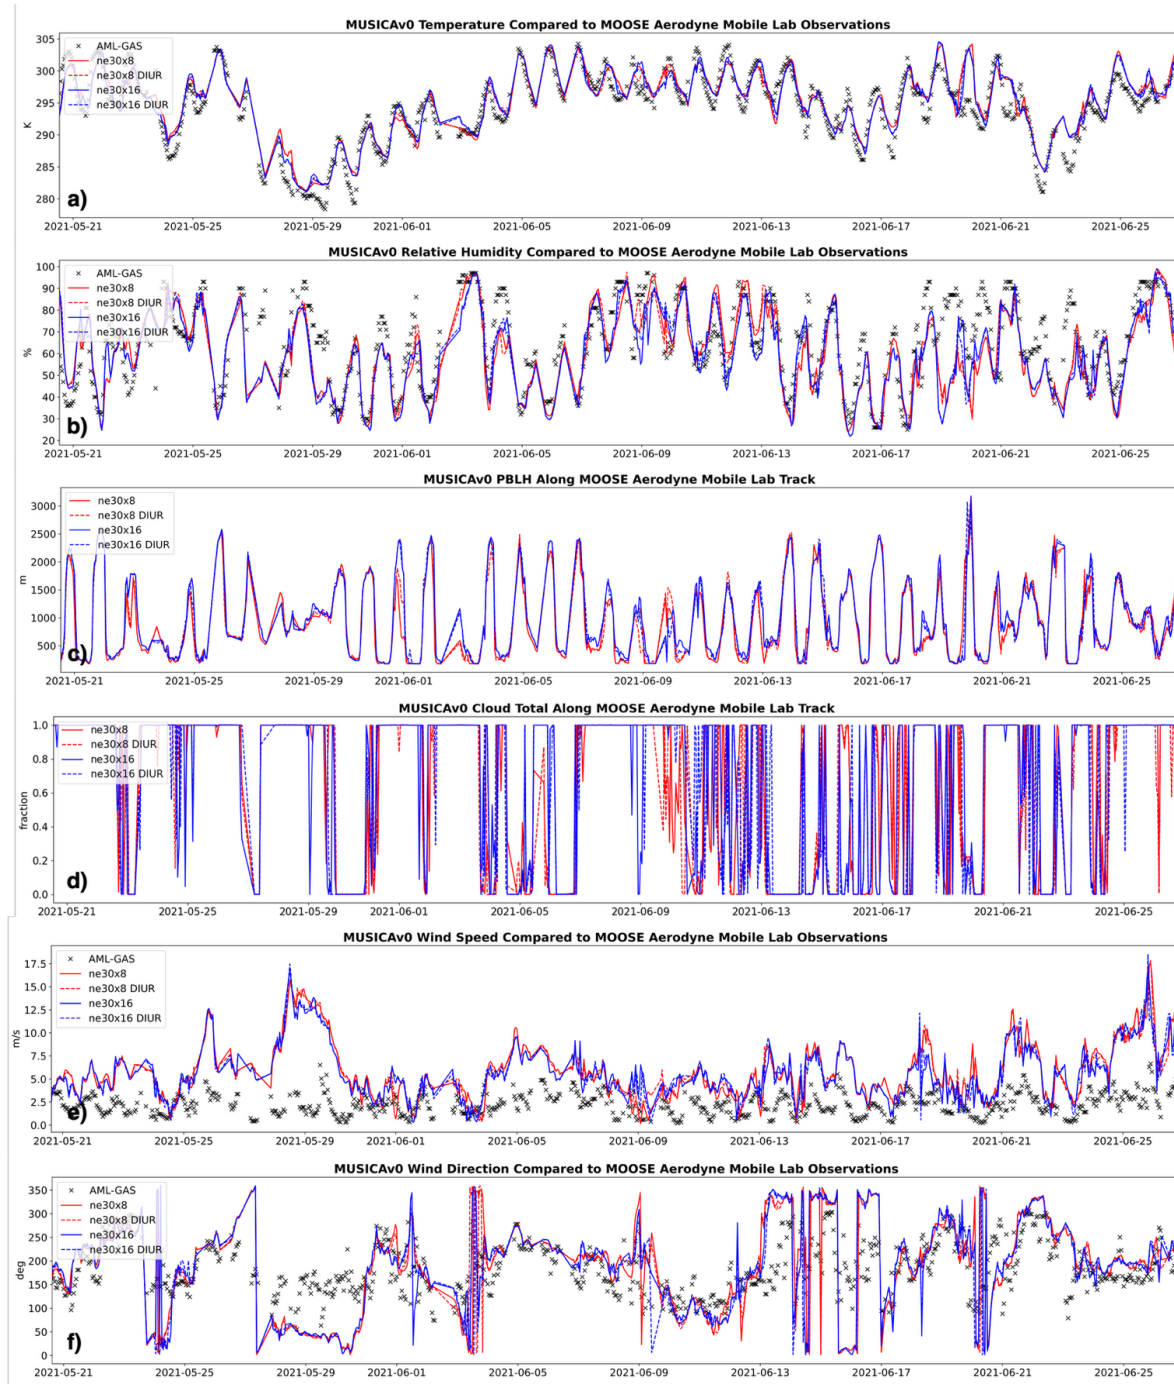 MUSICAv0 Temperature Compared to MOOSE Aerodyne Mobile Lab Observations
305
300
295
290
285
280
K
AML-GAS
ne30x8
ne30x8 DIUR
ne30x16
ne30x16 DIUR
a)
2021-05-21 2021-05-25 2021-05-29 2021-06-01 2021-06-05 2021-06-09 2021-06-13 2021-06-17 2021-06-21 2021-06-25
MUSICAv0 Relative Humidity Compared to MOOSE Aerodyne Mobile Lab Observations
100
90
80
70
60
50
40
30
20
%
AML-GAS
ne30x8
ne30x8 DIUR
ne30x16
ne30x16 DIUR
b)
2021-05-21 2021-05-25 2021-05-29 2021-06-01 2021-06-05 2021-06-09 2021-06-13 2021-06-17 2021-06-21 2021-06-25
MUSICAv0 PBLH Along MOOSE Aerodyne Mobile Lab Track
3000
2500
2000
1500
1000
500
m
ne30x8
ne30x8 DIUR
ne30x16
ne30x16 DIUR
c)
2021-05-21 2021-05-25 2021-05-29 2021-06-01 2021-06-05 2021-06-09 2021-06-13 2021-06-17 2021-06-21 2021-06-25
MUSICAv0 Cloud Total Along MOOSE Aerodyne Mobile Lab Track
1.0
0.8
0.6
0.4
0.2
0.0
fraction
ne30x8
ne30x8 DIUR
ne30x16
ne30x16 DIUR
d)
2021-05-21 2021-05-25 2021-05-29 2021-06-01 2021-06-05 2021-06-09 2021-06-13 2021-06-17 2021-06-21 2021-06-25
MUSICAv0 Wind Speed Compared to MOOSE Aerodyne Mobile Lab Observations
17.5
15.0
12.5
10.0
7.5
5.0
2.5
0.0
m/s
AML-GAS
ne30x8
ne30x8 DIUR
ne30x16
ne30x16 DIUR
e)
2021-05-21 2021-05-25 2021-05-29 2021-06-01 2021-06-05 2021-06-09 2021-06-13 2021-06-17 2021-06-21 2021-06-25
MUSICAv0 Wind Direction Compared to MOOSE Aerodyne Mobile Lab Observations
350
300
250
200
150
100
50
0
deg
AML-GAS
ne30x8
ne30x8 DIUR
ne30x16
ne30x16 DIUR
f)
2021-05-21 2021-05-25 2021-05-29 2021-06-01 2021-06-05 2021-06-09 2021-06-13 2021-06-17 2021-06-21 2021-06-25